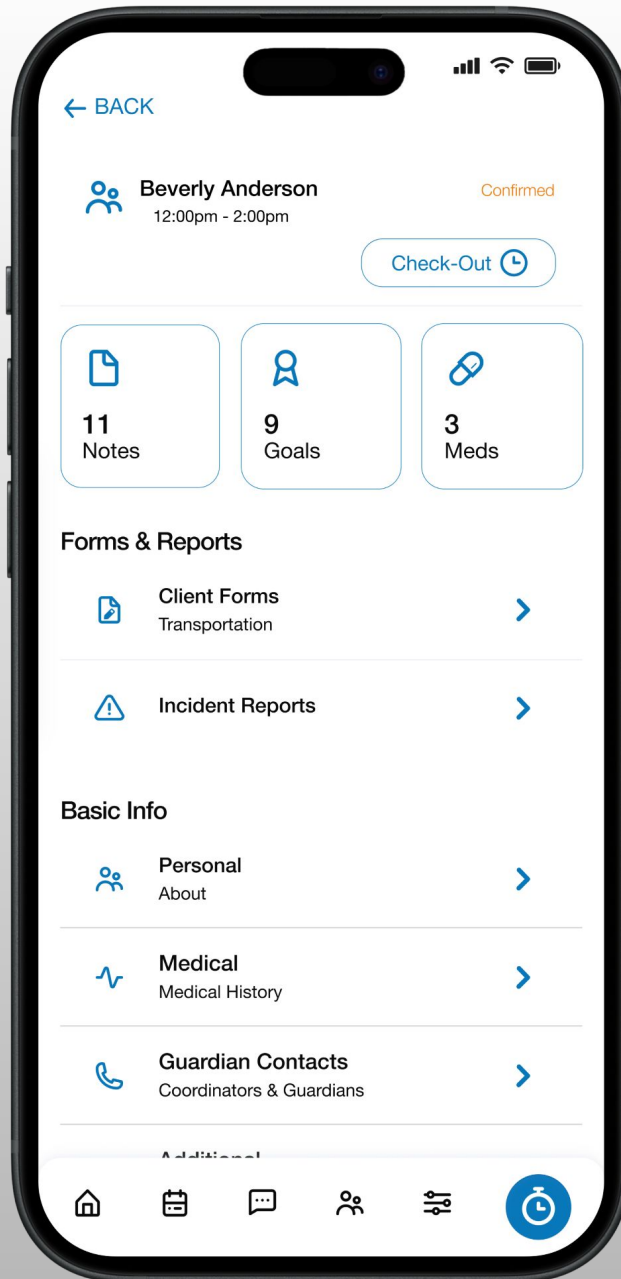 ← BACK
Beverly Anderson
Confirmed
12:00pm - 2:00pm
Check-Out
11
Notes
9
Goals
3
Meds
Forms & Reports
Client Forms
Transportation
Incident Reports
Basic Info
Personal
About
Medical
Medical History
Guardian Contacts
Coordinators & Guardians
Additional